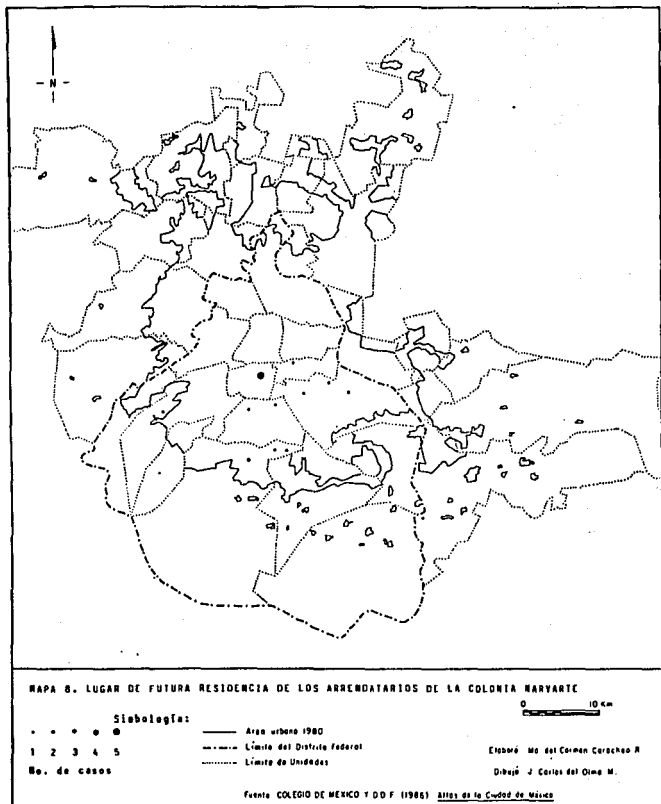 N
MAPA 8. LUGAR DE FUTURA RESIDENCIA DE LOS ARRENDATARIOS DE LA COLONIA NARVARTE
0 10 Km
Simbología:
1 2 3 4 5
No. de casos
Area urbana 1980
Límite del Distrito Federal
Límite de Unidades
Elaboró Ma del Carmen Carachea R
Dibujó J Carlos del Olmo M.
Fuente COLEGIO DE MEXICO Y DDF (1986) Atlas de la Ciudad de México